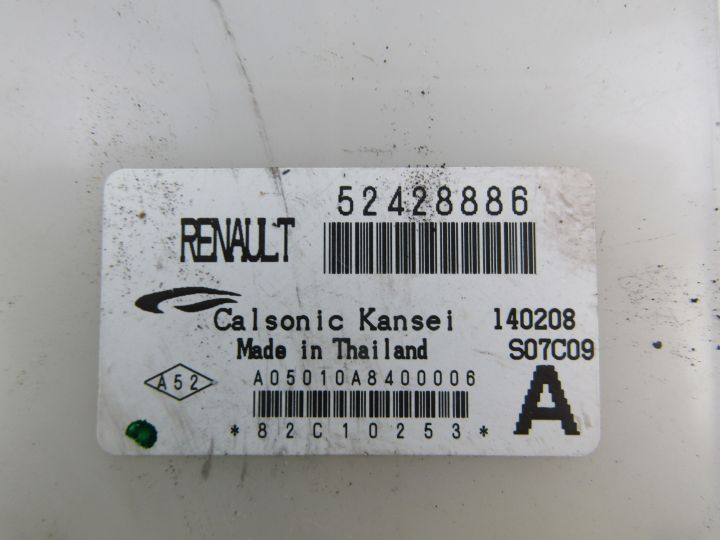 52428886
RENAULT
Calsonic Kansei 140208
Made in Thailand S07C09
A52 A05010A8400006 A
*82C10253*